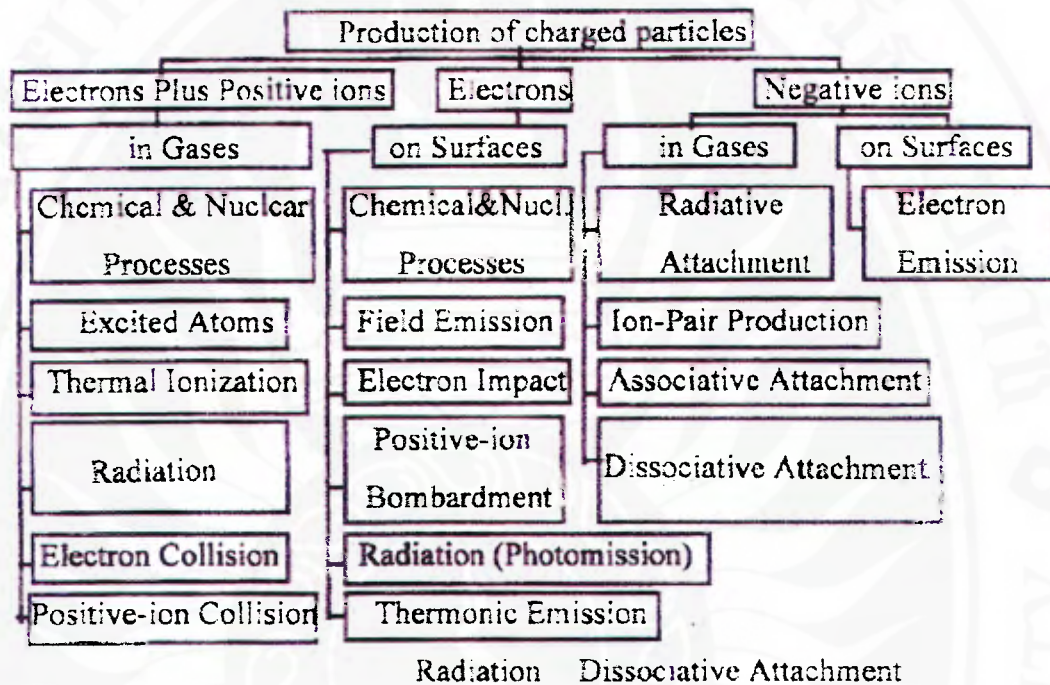 Production of charged particles
Electrons Plus Positive ions
Electrons
Negative ions
in Gases
on Surfaces
in Gases
on Surfaces
Chemical & Nuclear
Processes
Excited Atoms
Thermal Ionization
Radiation
Electron Collision
Positive-ion Collision
Chemical&Nucl.
Processes
Field Emission
Electron Impact
Positive-ion
Bombardment
Radiation (Photomission)
Thermonic Emission
Radiative
Attachment
Ion-Pair Production
Associative Attachment
Dissociative Attachment
Electron
Emission
Radiation Dissociative Attachment